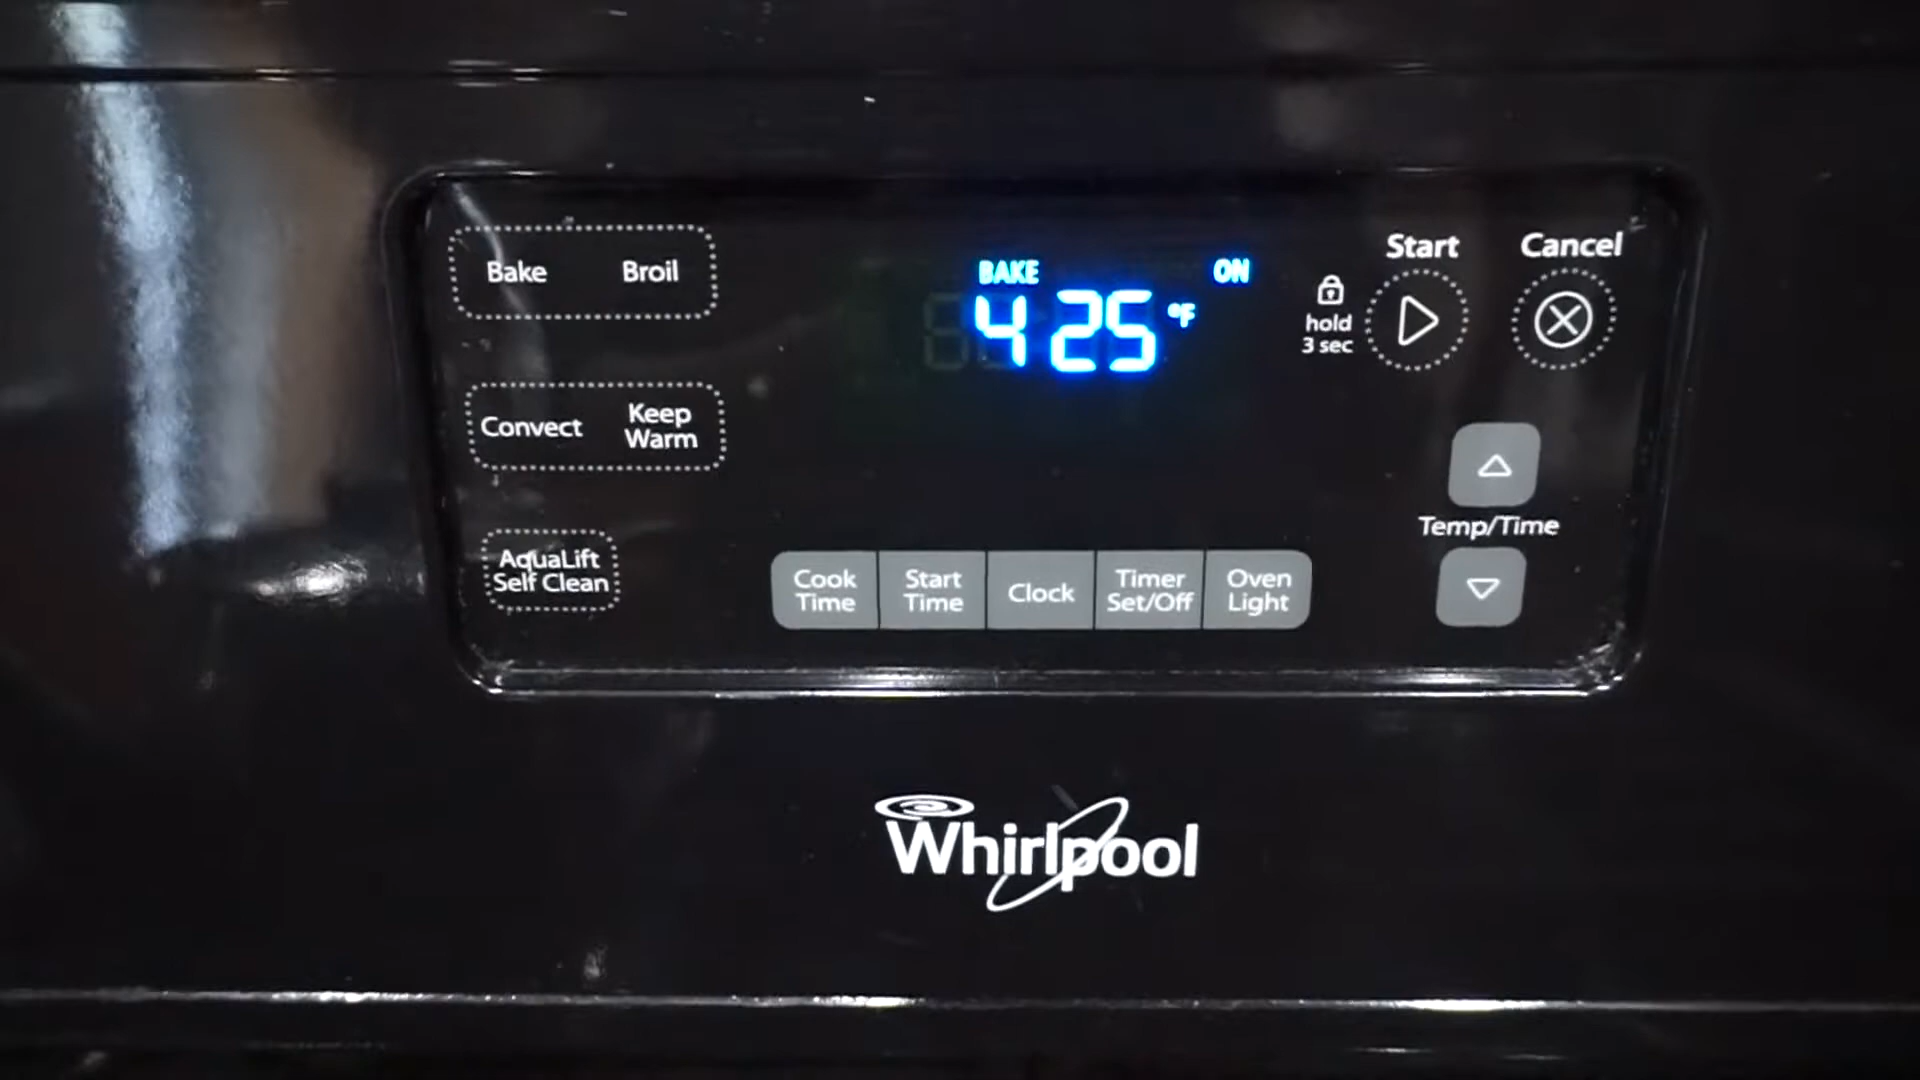 Start Cancel
Bake Broil
BAKE ON
425 °F
hold
3 sec
Convect
Keep
Warm
Temp/Time
AquaLift
Self Clean
Cook
Time
Start
Time
Clock
Timer
Set/Off
Oven
Light
Whirlpool